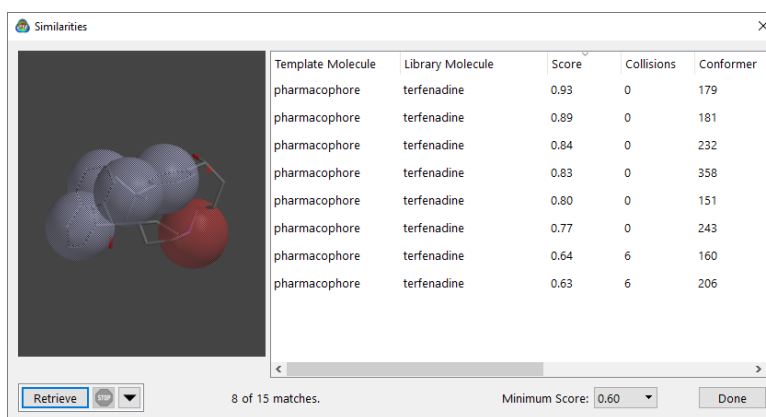 Similarities
Template Molecule Library Molecule Score Collisions Conformer
pharmacophore terfenadine 0.93 0 179
pharmacophore terfenadine 0.89 0 181
pharmacophore terfenadine 0.84 0 232
pharmacophore terfenadine 0.83 0 358
pharmacophore terfenadine 0.80 0 151
pharmacophore terfenadine 0.77 0 243
pharmacophore terfenadine 0.64 6 160
pharmacophore terfenadine 0.63 6 206
Retrieve STOP 8 of 15 matches. Minimum Score: 0.60 Done